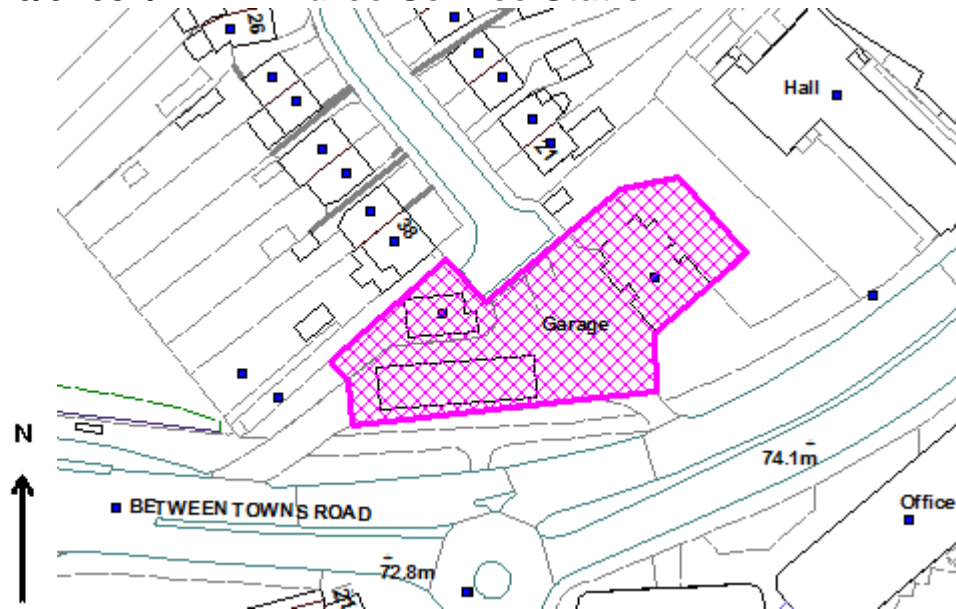 26
Hall
21
38
Garage
N
74.1m
BETWEEN TOWNS ROAD
Office
72.8m